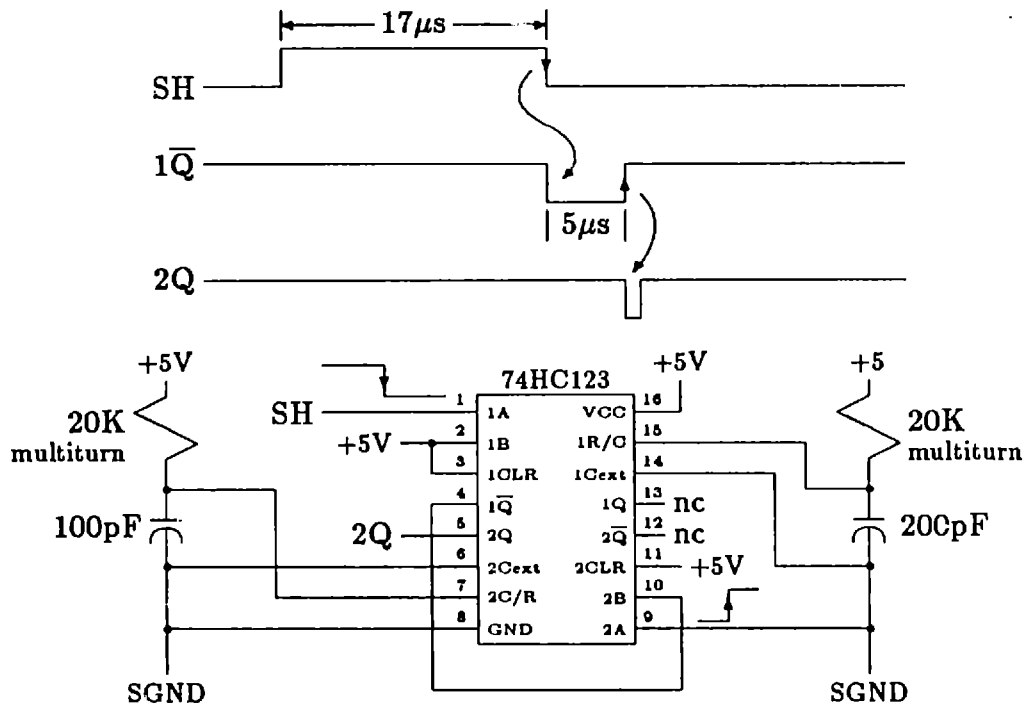 17μs
SH
1Q̅
5μs
2Q
+5V
20K
multiturn
100pF
SGND
SH
+5V
2Q
74HC123
1 1A
2 1B
3 1CLR
4 1Q̅
5 2Q
6 2Cext
7 2C/R
8 GND
VCC 16
1R/C 15
1Cext 14
1Q 13 nc
2Q̅ 12 nc
2CLR 11 +5V
2B 10
2A 9
+5V
+5
20K
multiturn
200pF
SGND